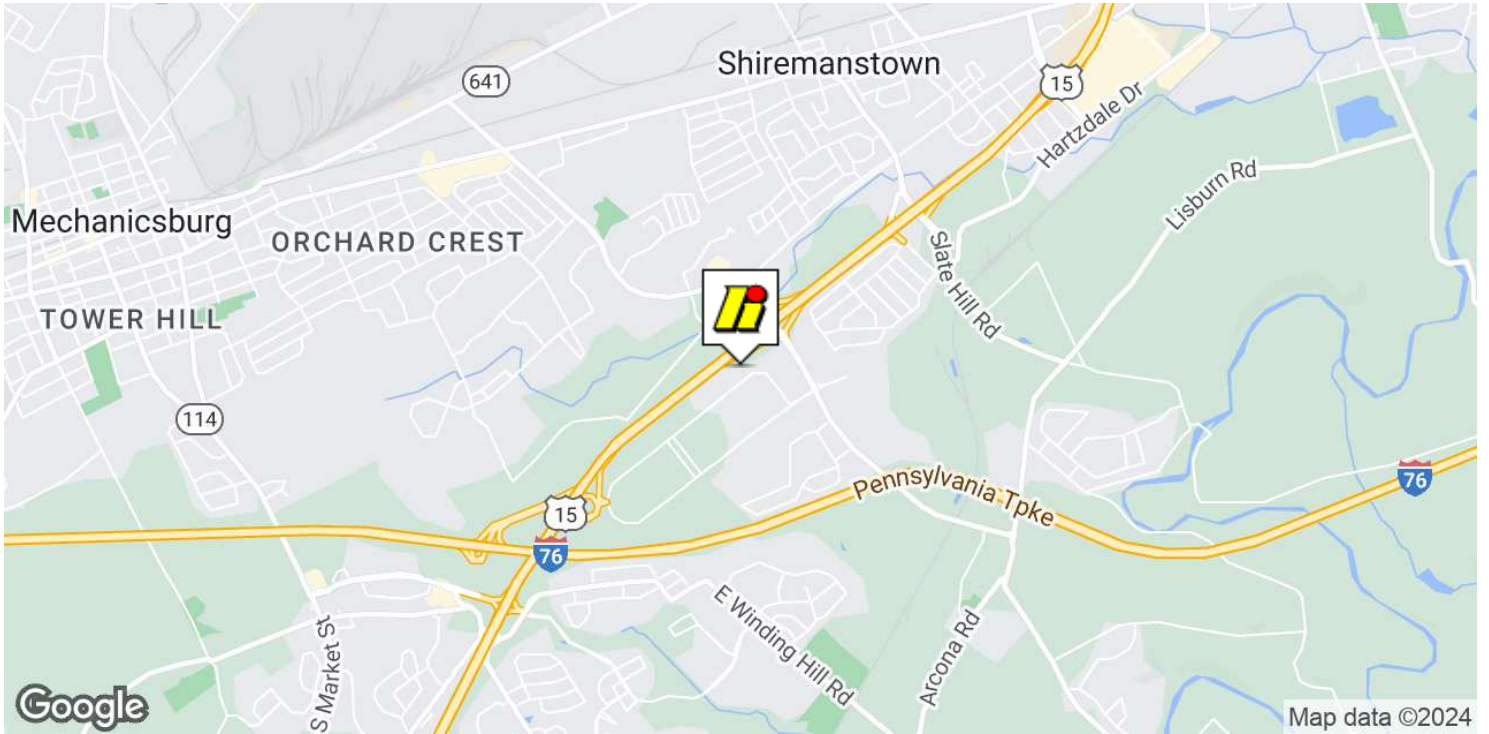 Shiremanstown
641
15
Hartzdale Dr
Lisburn Rd
Mechanicsburg
ORCHARD CREST
Slate Hill Rd
TOWER HILL
114
Pennsylvania Tpke
76
15
76
E Winding Hill Rd
Arcona Rd
S Market St
Google
Map data ©2024